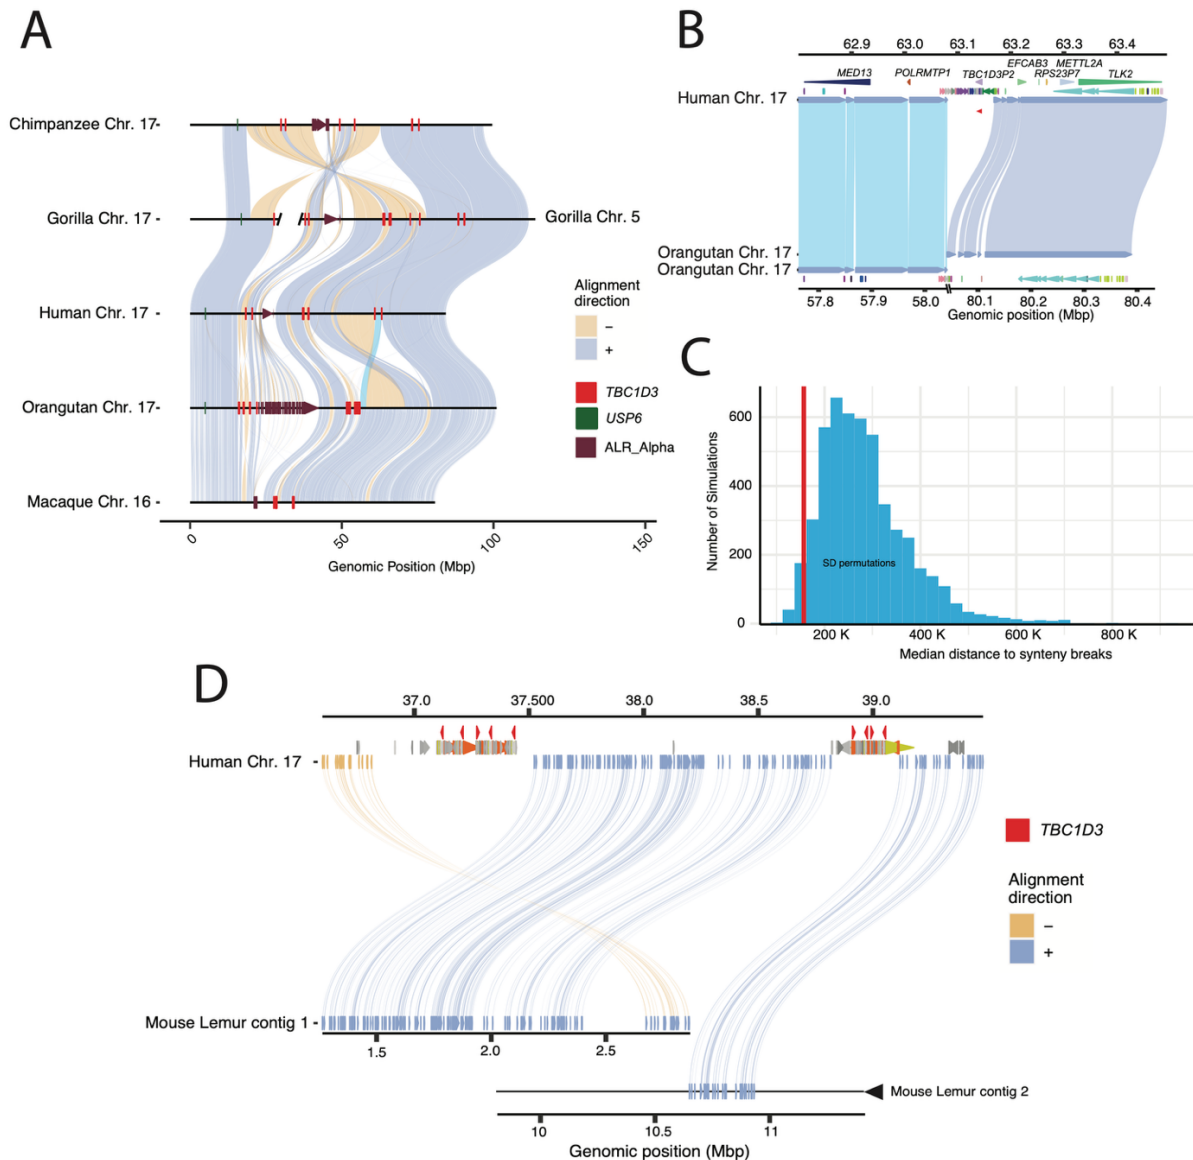 A
Chimpanzee Chr. 17-
Gorilla Chr. 17 -
Gorilla Chr. 5
Human Chr. 17 -
Orangutan Chr. 17-
Macaque Chr. 16 -
0
50
100
150
Genomic Position (Mbp)
Alignment
direction
−
+
TBC1D3
USP6
ALR_Alpha
B
62.9
63.0
63.1
63.2
63.3
63.4
EFCAB3 METTL2A
MED13
POLRMTP1
TBC1D3P2
RPS23P7
TLK2
Human Chr. 17
Orangutan Chr. 17
Orangutan Chr. 17
57.8
57.9
58.0
80.1
80.2
80.3
80.4
Genomic position (Mbp)
C
600
400
200
0
Number of Simulations
SD permutations
200 K
400 K
600 K
800 K
Median distance to synteny breaks
D
37.0
37.500
38.0
38.5
39.0
Human Chr. 17 -
TBC1D3
Alignment
direction
−
+
Mouse Lemur contig 1 -
1.5
2.0
2.5
Mouse Lemur contig 2
10
10.5
11
Genomic position (Mbp)